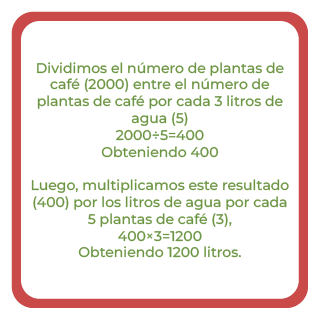 Dividimos el número de plantas de
café (2000) entre el número de
plantas de café por cada 3 litros de
agua (5)
2000÷5=400
Obteniendo 400
Luego, multiplicamos este resultado
(400) por los litros de agua por cada
5 plantas de café (3),
400×3=1200
Obteniendo 1200 litros.